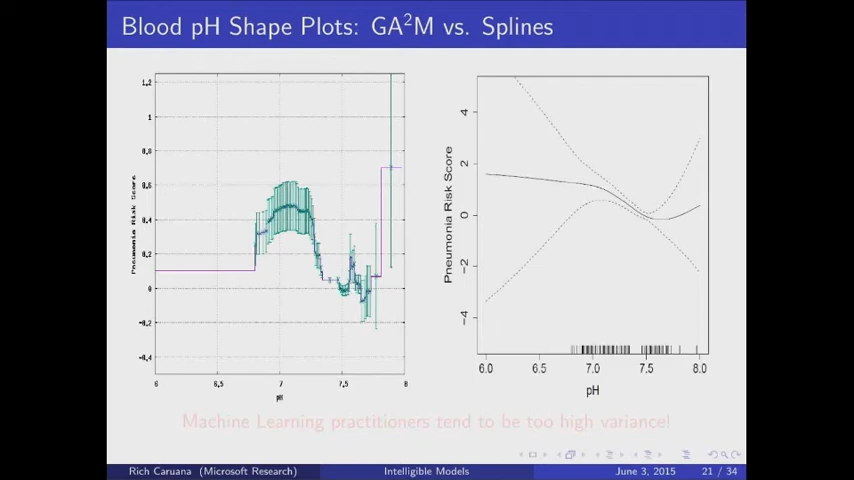 Blood pH Shape Plots: GA²M vs. Splines
1.2
1
0.8
0.6
0.4
0.2
0
-0.2
-0.4
Pneumonia Risk Score
6
6.5
7
7.5
8
pH
4
2
0
−2
−4
Pneumonia Risk Score
6.0
6.5
7.0
7.5
8.0
pH
Machine Learning practitioners tend to be too high variance!
Rich Caruana (Microsoft Research)
Intelligible Models
June 3, 2015
21 / 34